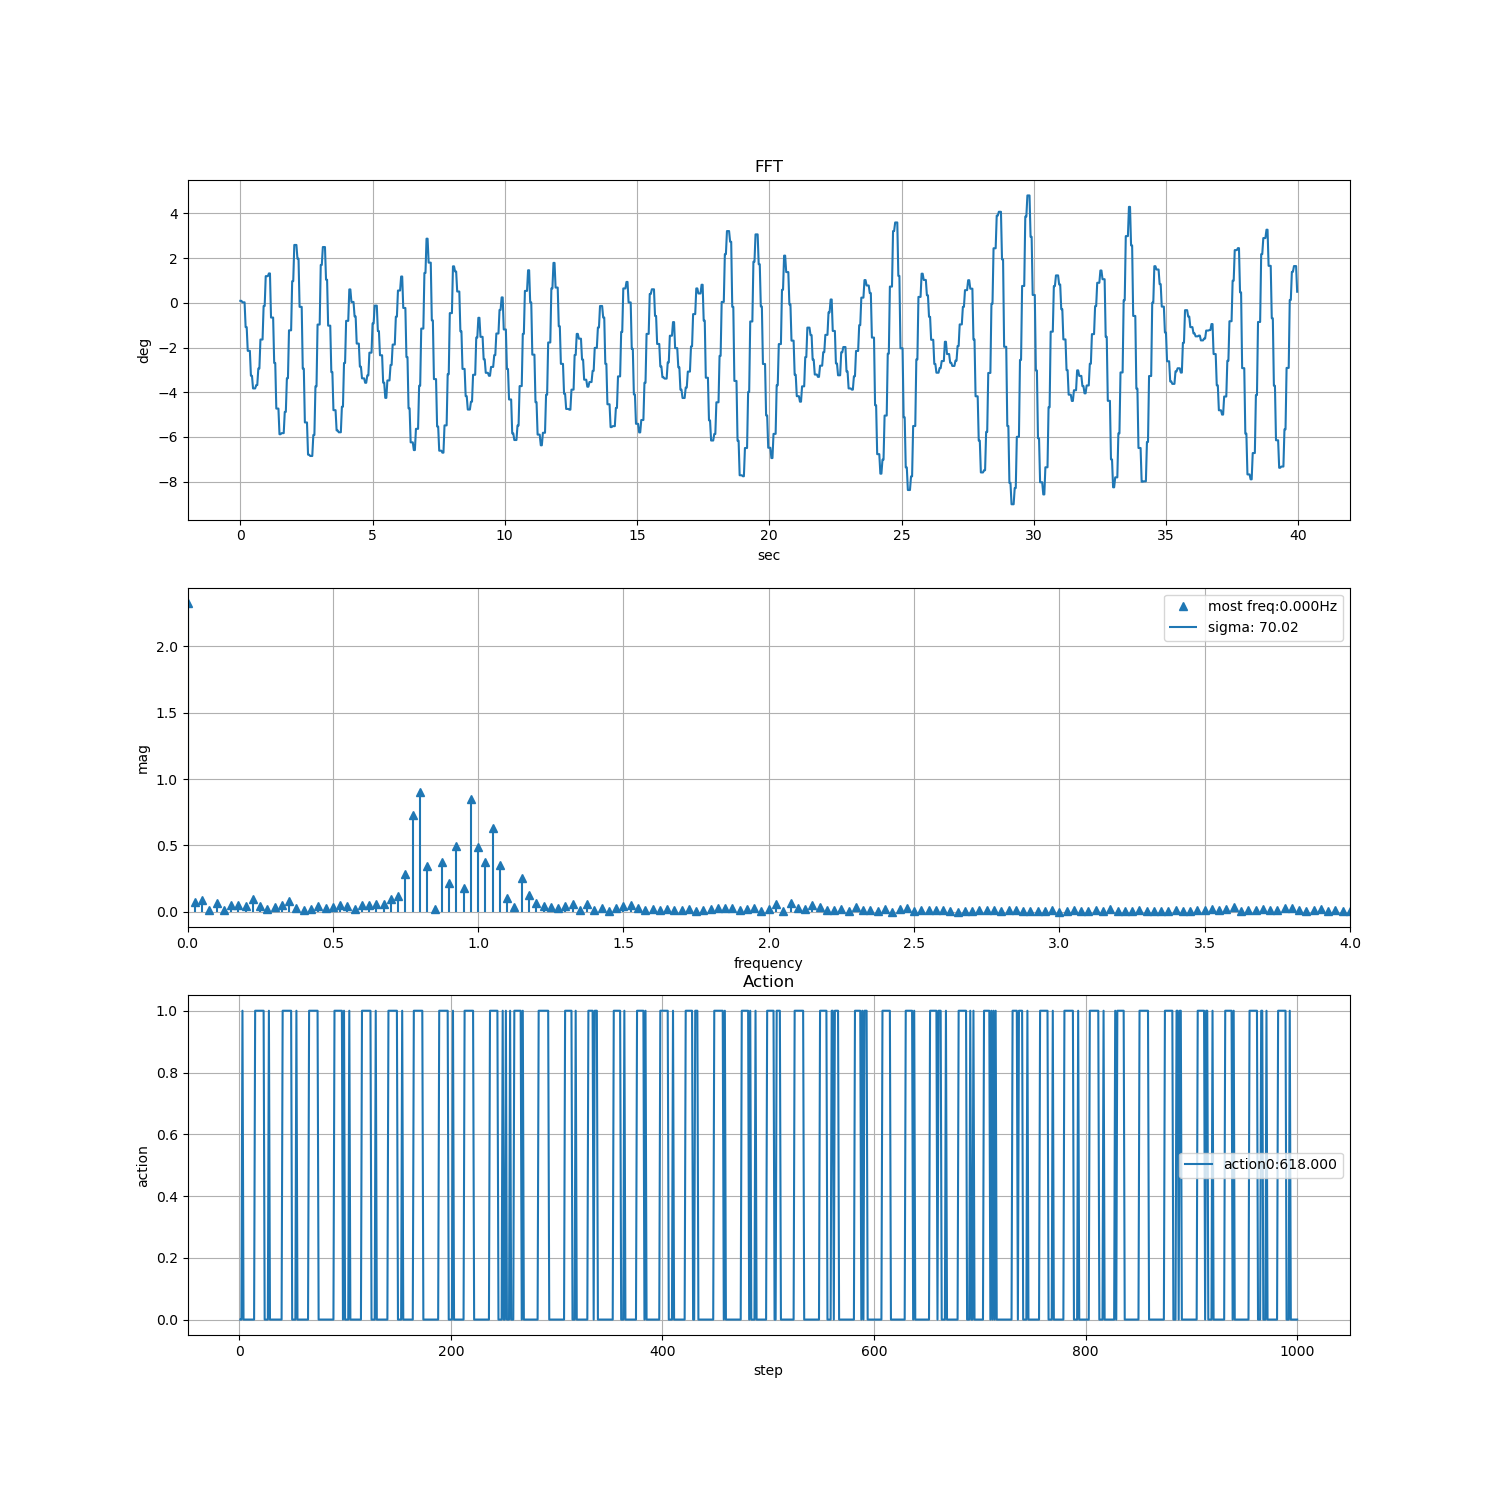 FFT
4
2
0
−2
−4
−6
−8
deg
0 5 10 15 20 25 30 35 40
sec
most freq:0.000Hz
sigma: 70.02
2.0
1.5
1.0
0.5
0.0
mag
0.0 0.5 1.0 1.5 2.0 2.5 3.0 3.5 4.0
frequency
Action
1.0
0.8
0.6
0.4
0.2
0.0
action
action0:618.000
0 200 400 600 800 1000
step